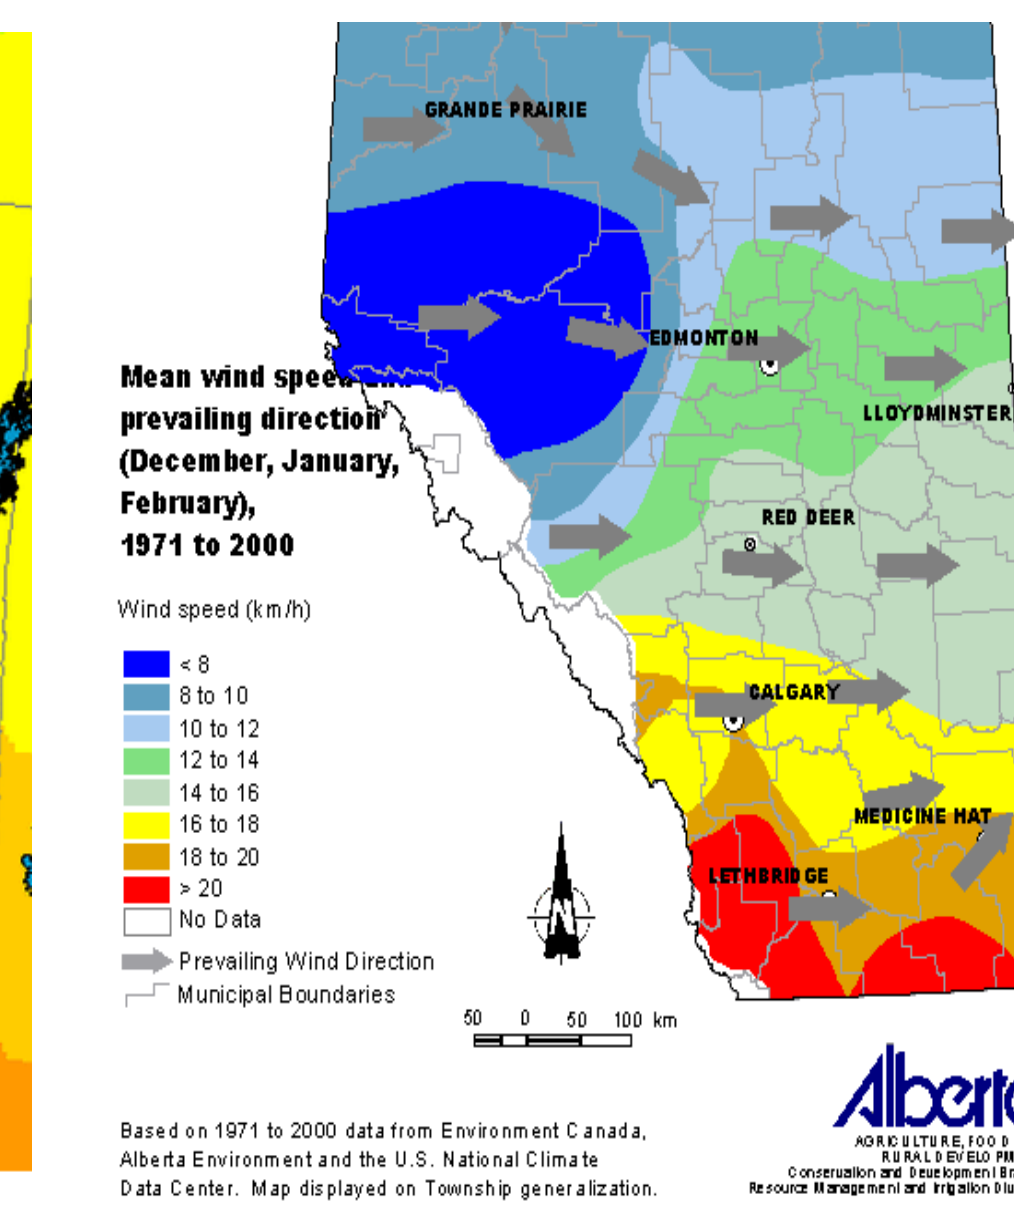 GRANDE PRAIRIE
EDMONTON
LLOYDMINSTER
RED DEER
CALGARY
MEDICINE HAT
LETHBRIDGE
Mean wind speed
prevailing direction
(December, January,
February),
1971 to 2000
Wind speed (km/h)
< 8
8 to 10
10 to 12
12 to 14
14 to 16
16 to 18
18 to 20
> 20
No Data
Prevailing Wind Direction
Municipal Boundaries
N
50 0 50 100 km
Based on 1971 to 2000 data from Environment Canada,
Alberta Environment and the U.S. National Climate
Data Center. Map displayed on Township generalization.
Alberta
AGRICULTURE, FOOD
RURAL DEVELOPM
Conservation and Development Br
Resource Management and Irrigation Div